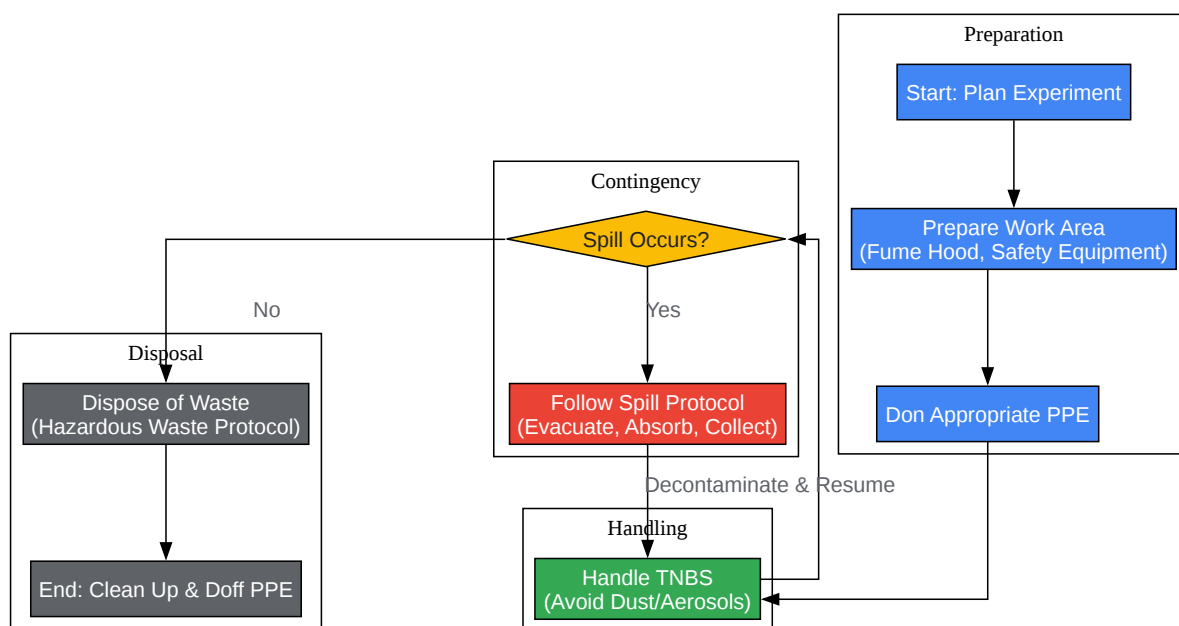 Preparation
Start: Plan Experiment
Prepare Work Area
(Fume Hood, Safety Equipment)
Don Appropriate PPE
Contingency
Spill Occurs?
No
Yes
Follow Spill Protocol
(Evacuate, Absorb, Collect)
Decontaminate & Resume
Handling
Handle TNBS
(Avoid Dust/Aerosols)
Disposal
Dispose of Waste
(Hazardous Waste Protocol)
End: Clean Up & Doff PPE